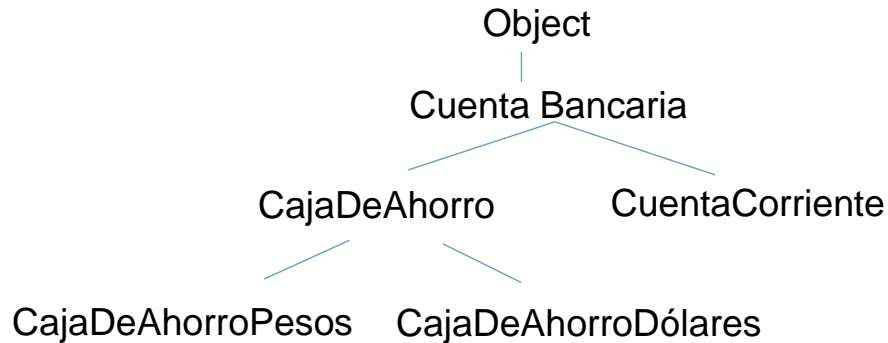 Object
Cuenta Bancaria
CajaDeAhorro
CuentaCorriente
CajaDeAhorroPesos
CajaDeAhorroDólares